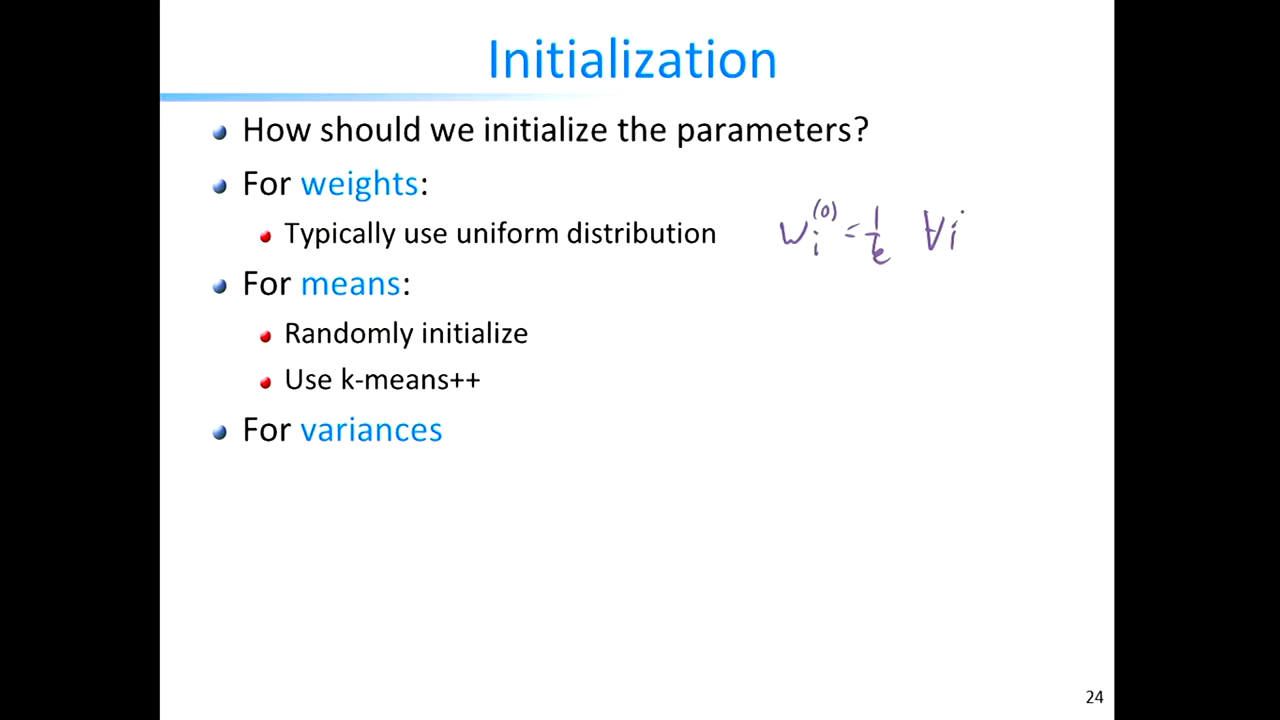 Initialization
How should we initialize the parameters?
For weights:
Typically use uniform distribution w_i^(0) = 1/k ∀i
For means:
Randomly initialize
Use k-means++
For variances
24